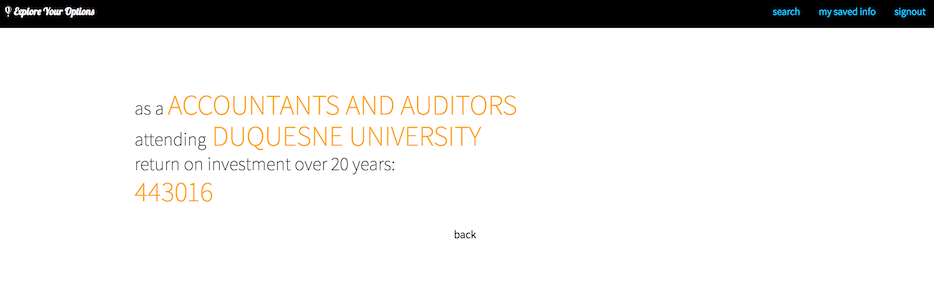 Explore Your Options
search my saved info signout
as a ACCOUNTANTS AND AUDITORS
attending DUQUESNE UNIVERSITY
return on investment over 20 years:
443016
back